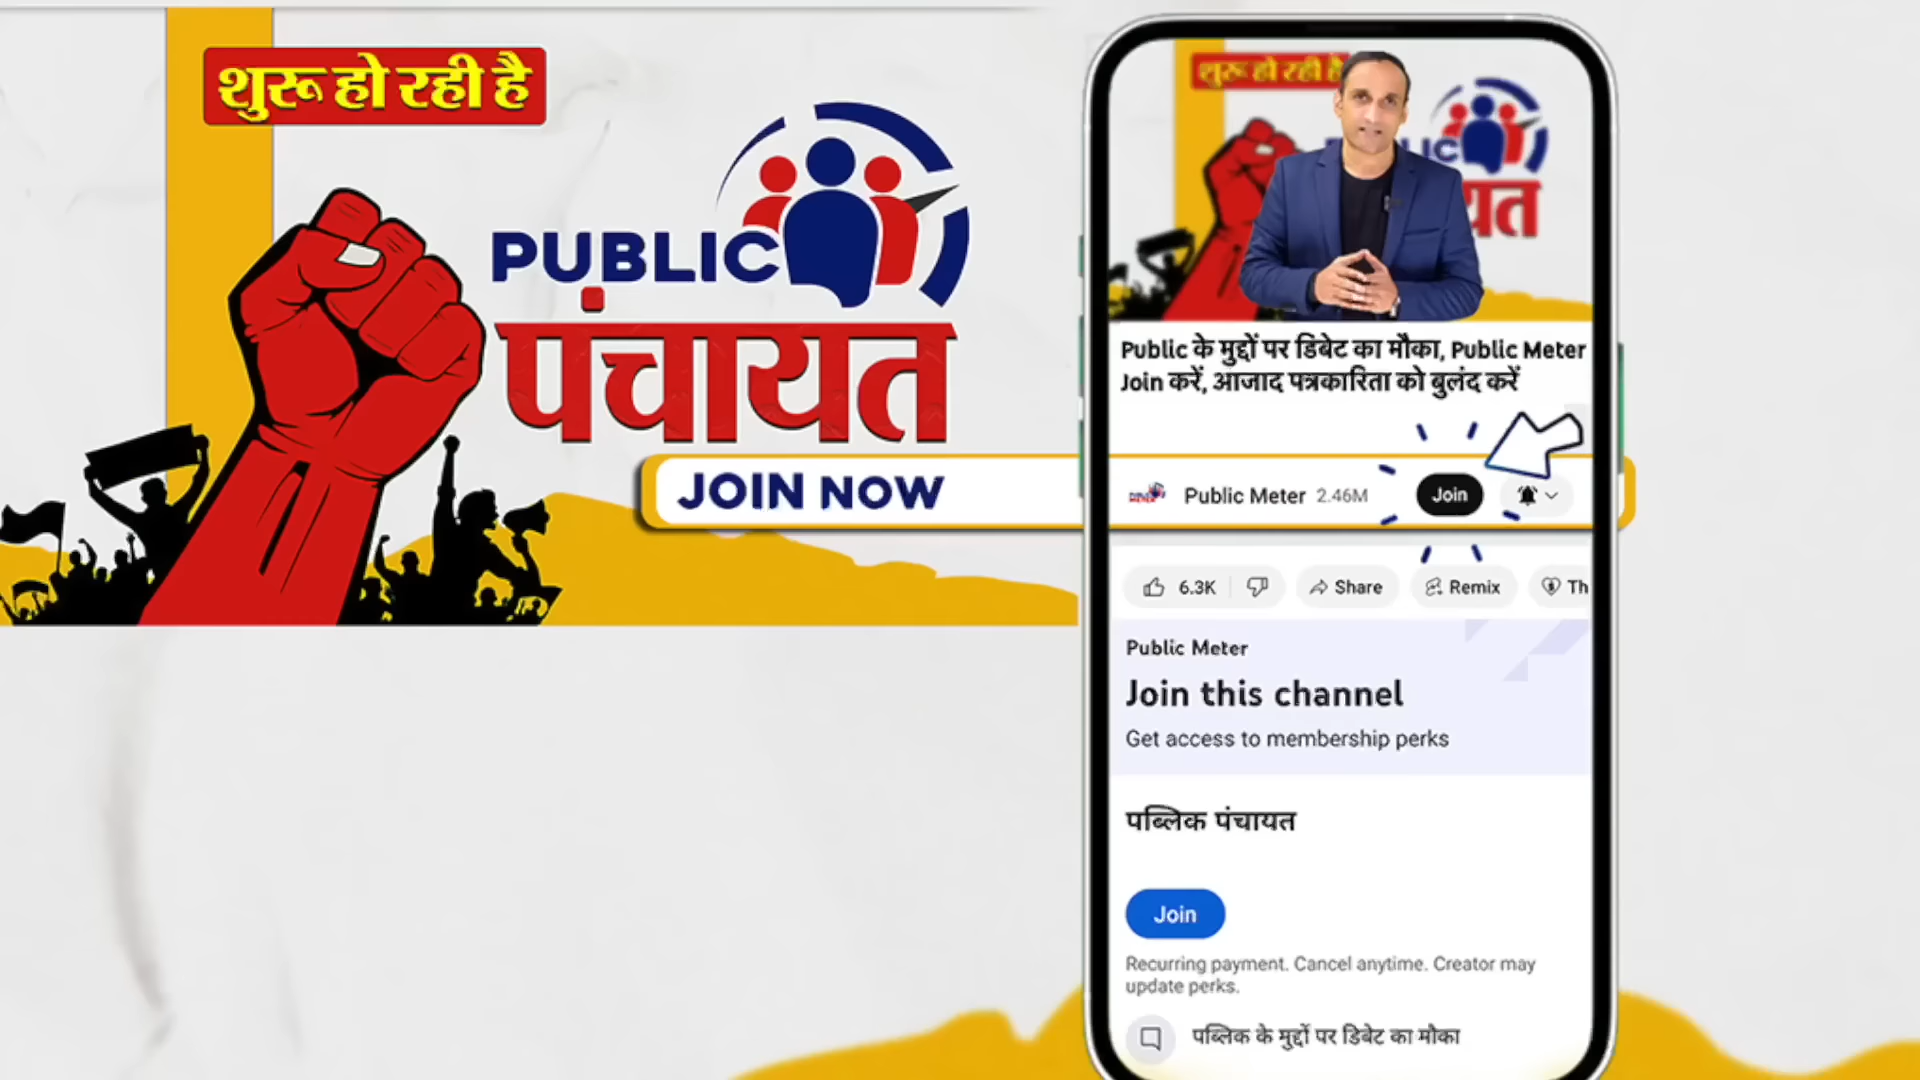 शुरू हो रही है
PUBLIC
पंचायत
JOIN NOW
शुरू हो रही है
यत
Public के मुद्दों पर डिबेट का मौका, Public Meter
Join करें, आजाद पत्रकारिता को बुलंद करें
Public Meter 2.46M
Join
6.3K
Share
Remix
Th
Public Meter
Join this channel
Get access to membership perks
पब्लिक पंचायत
Join
Recurring payment. Cancel anytime. Creator may
update perks.
पब्लिक के मुद्दों पर डिबेट का मौका